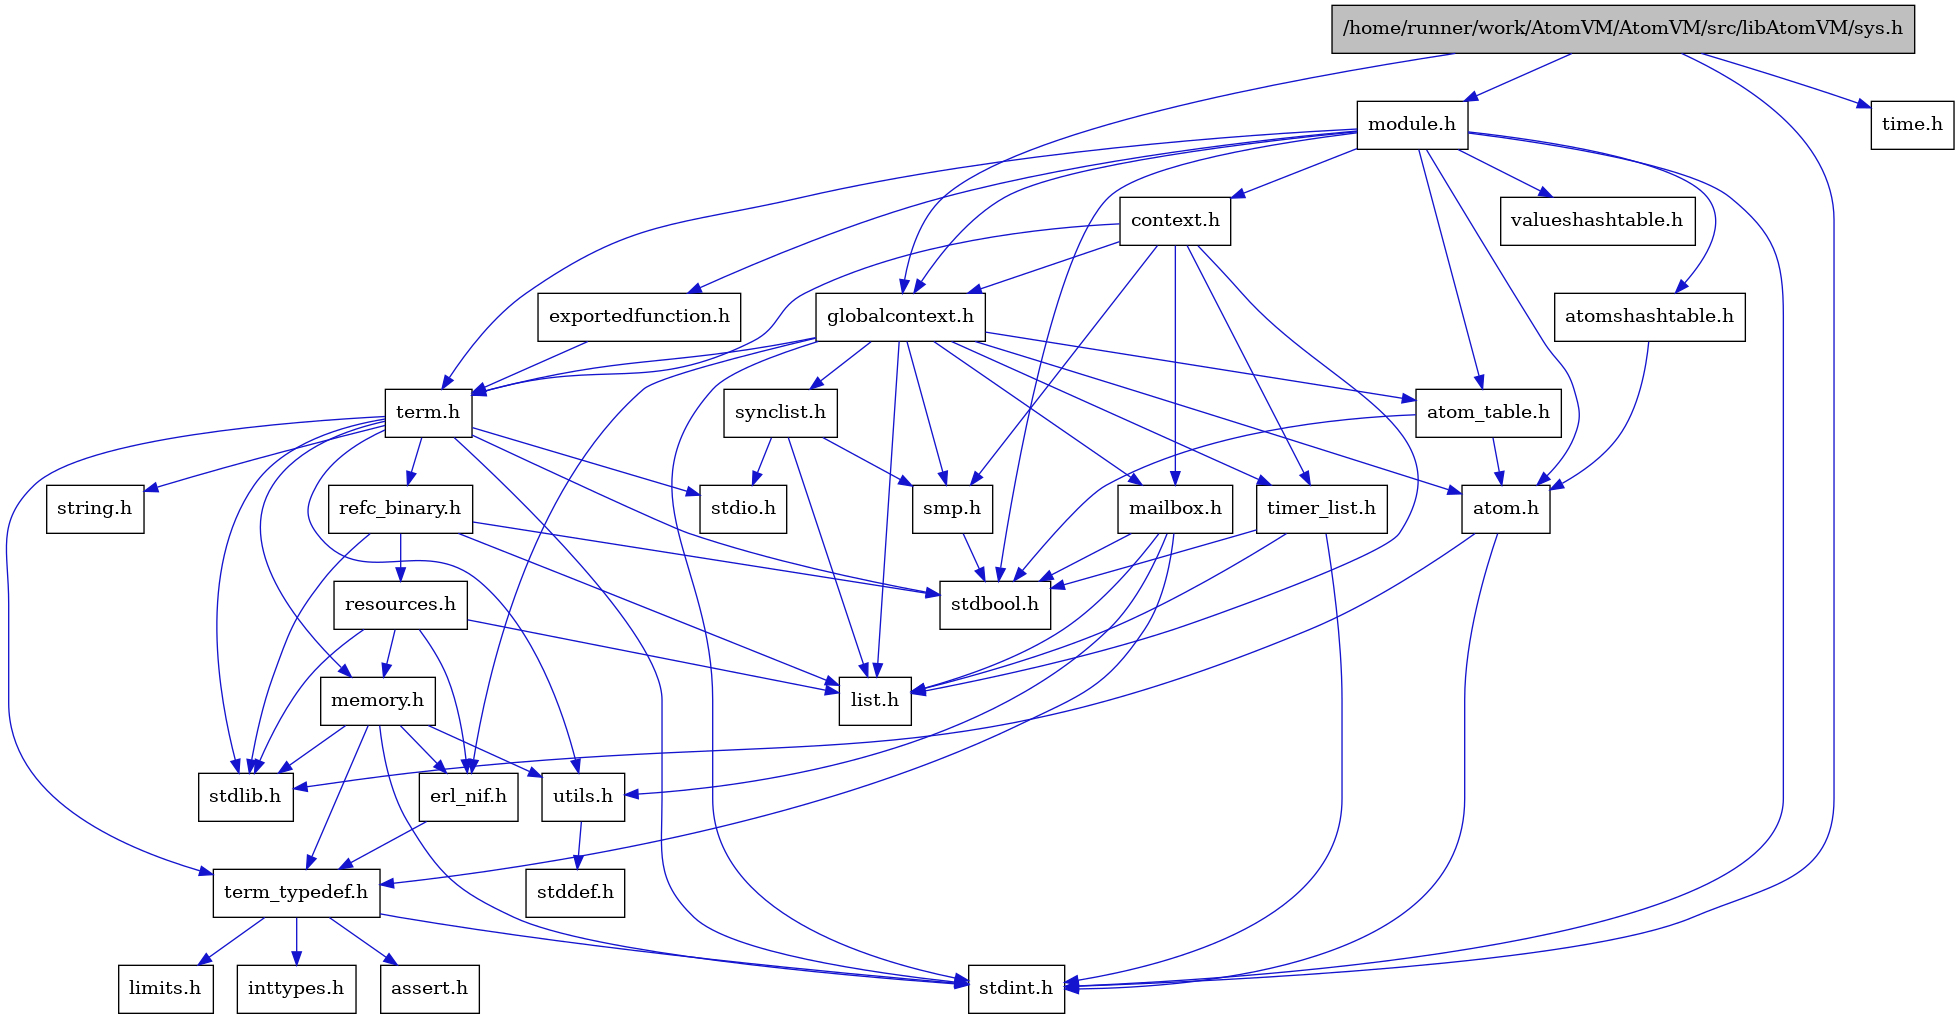 /home/runner/work/AtomVM/AtomVM/src/libAtomVM/sys.h
module.h
time.h
context.h
valueshashtable.h
exportedfunction.h
globalcontext.h
atomshashtable.h
term.h
synclist.h
atom_table.h
string.h
refc_binary.h
stdio.h
smp.h
mailbox.h
timer_list.h
atom.h
resources.h
stdbool.h
memory.h
list.h
stdlib.h
erl_nif.h
utils.h
term_typedef.h
stddef.h
limits.h
inttypes.h
assert.h
stdint.h